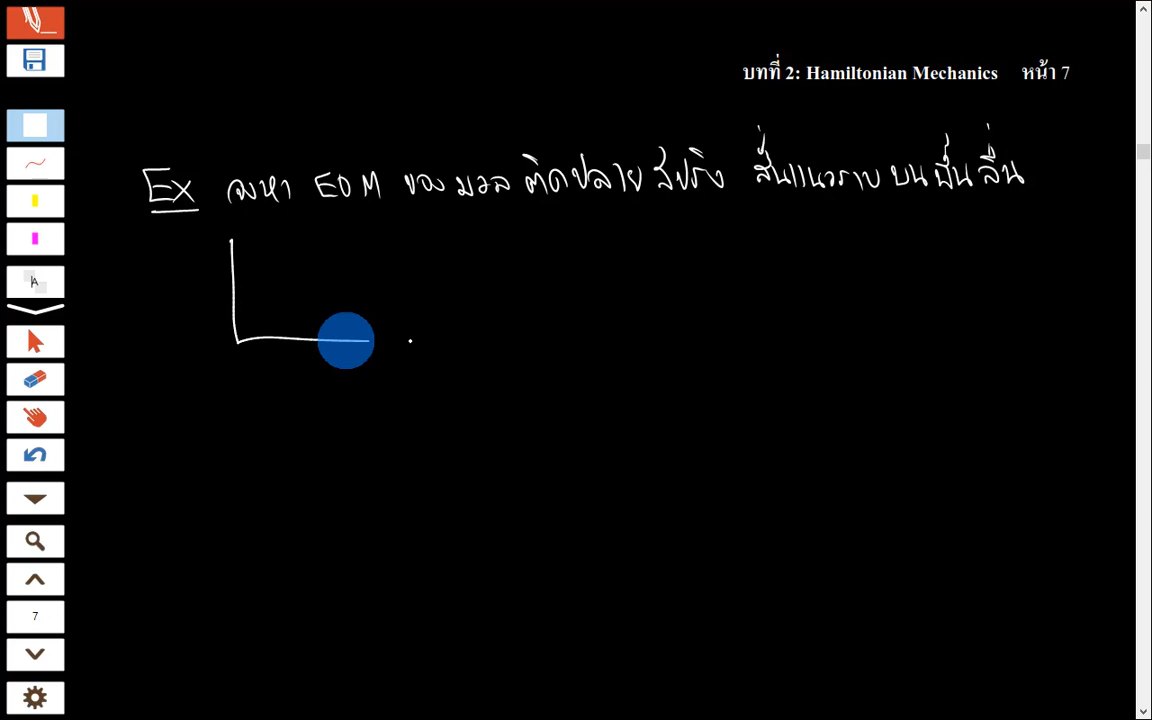 บทที่ 2: Hamiltonian Mechanics หน้า 7
Ex จงหา EOM ของ มวล ติดปลาย สปริง สั่นแนวราบ บน พื้น ลื่น
A
7